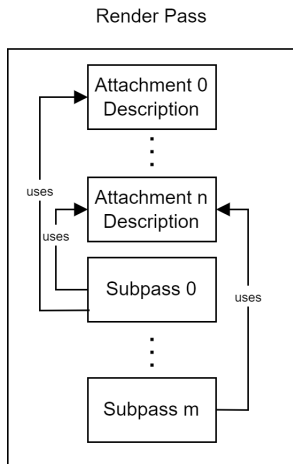 Render Pass
Attachment 0
Description
uses
Attachment n
Description
uses
Subpass 0
uses
Subpass m